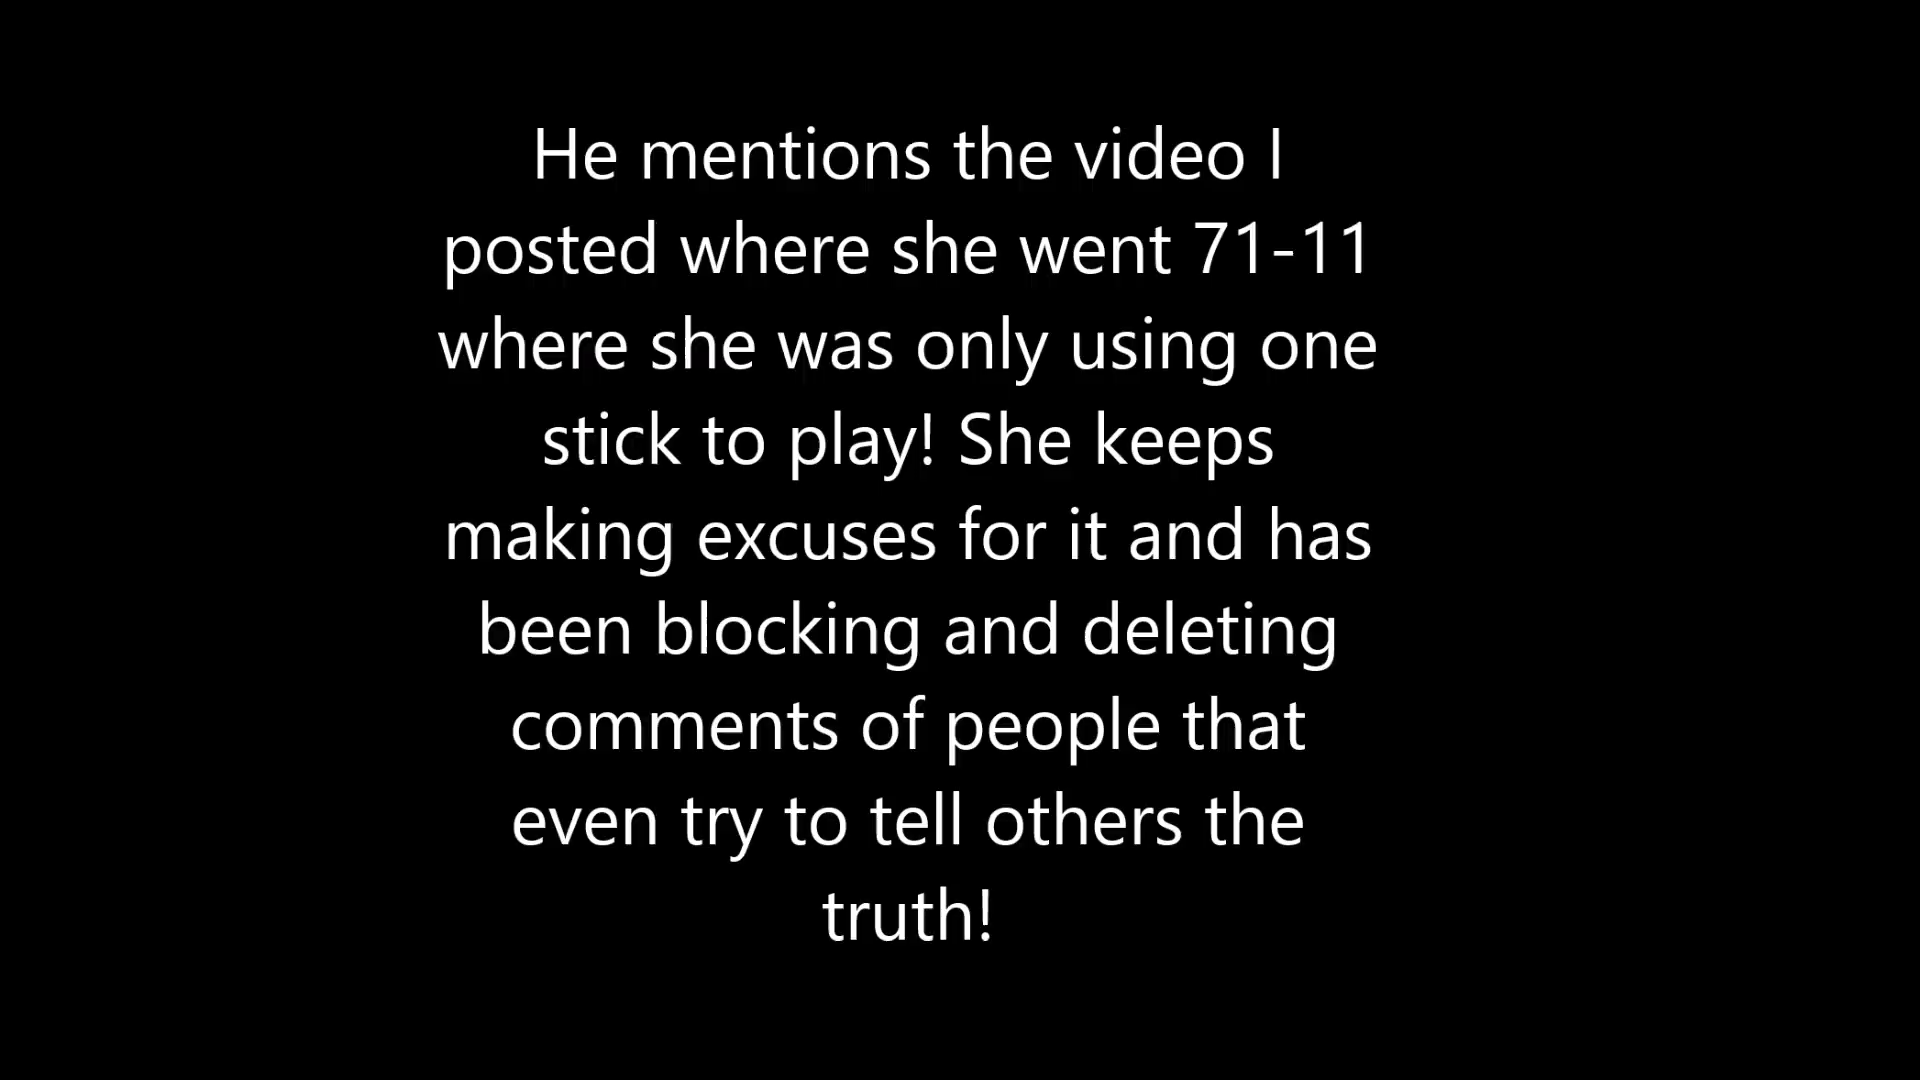 He mentions the video I
posted where she went 71-11
where she was only using one
stick to play! She keeps
making excuses for it and has
been blocking and deleting
comments of people that
even try to tell others the
truth!